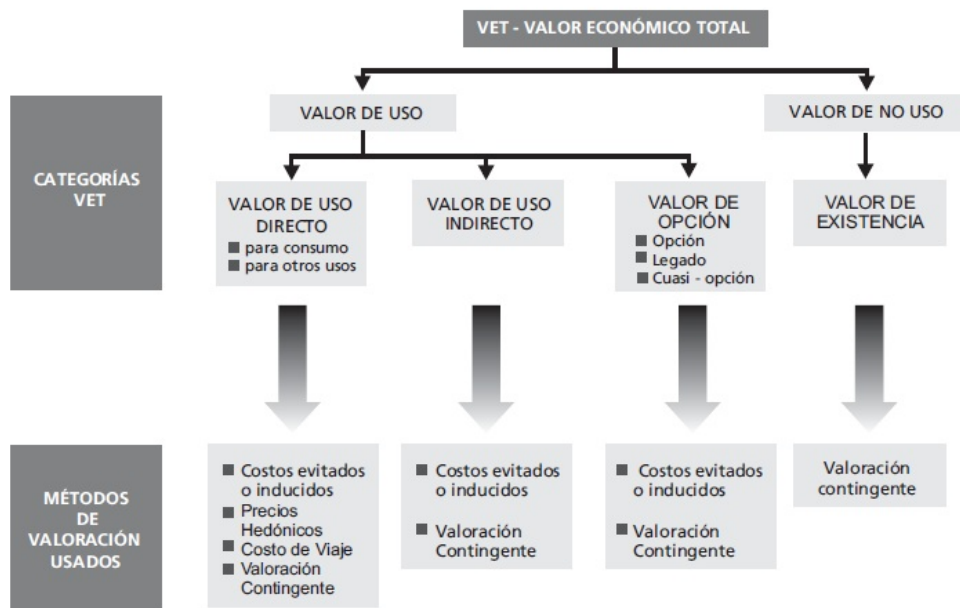 VET - VALOR ECONÓMICO TOTAL
CATEGORÍAS
VET
VALOR DE USO
VALOR DE NO USO
VALOR DE USO
DIRECTO
para consumo
para otros usos
VALOR DE USO
INDIRECTO
VALOR DE
OPCIÓN
Opción
Legado
Cuasi - opción
VALOR DE
EXISTENCIA
MÉTODOS
DE
VALORACIÓN
USADOS
Costos evitados
o inducidos
Precios
Hedónicos
Costo de Viaje
Valoración
Contingente
Costos evitados
o inducidos
Valoración
Contingente
Costos evitados
o inducidos
Valoración
Contingente
Valoración
contingente